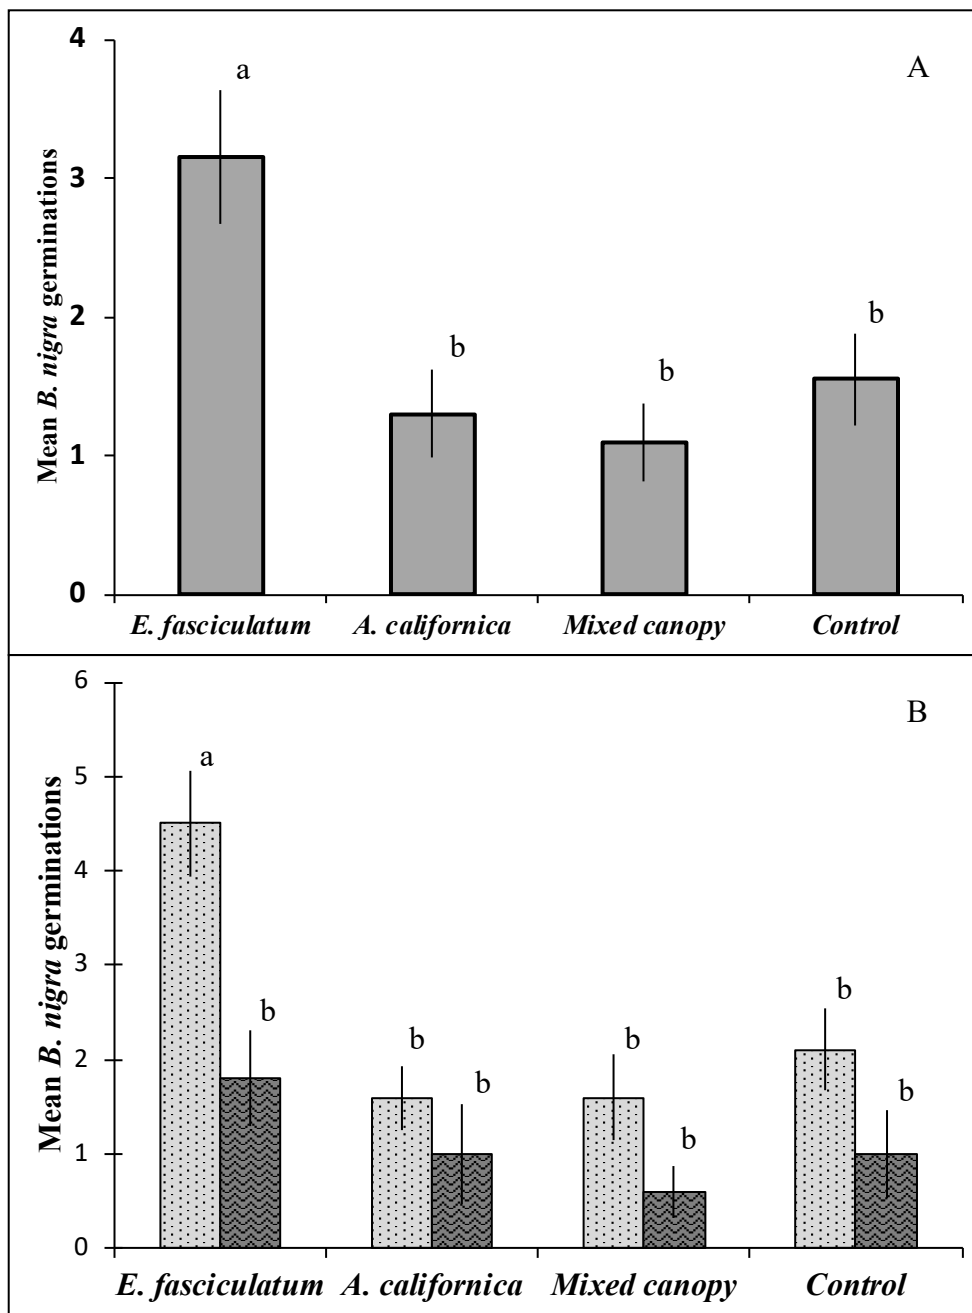 A
Mean B. nigra germinations
4
3
2
1
0
a
b
b
b
E. fasciculatum A. californica Mixed canopy Control
B
Mean B. nigra germinations
6
5
4
3
2
1
0
a
b
b
b
b
b
b
b
E. fasciculatum A. californica Mixed canopy Control